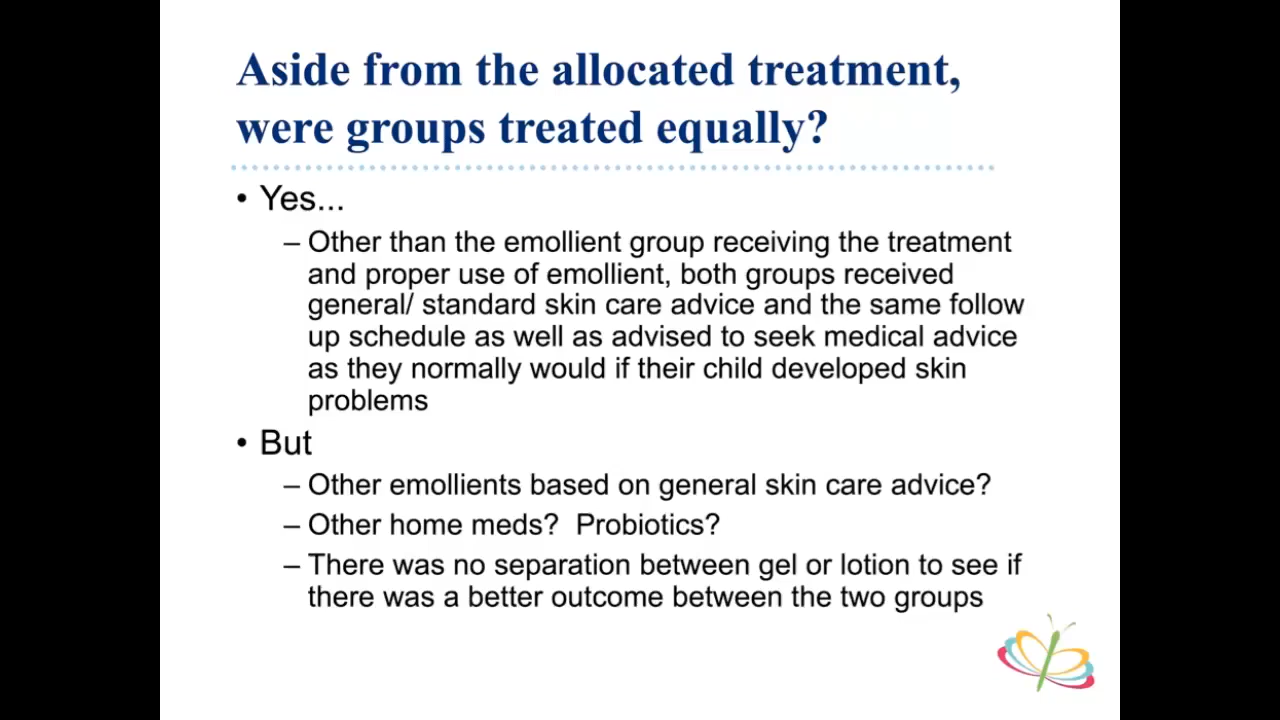 Aside from the allocated treatment,
were groups treated equally?
• Yes...
– Other than the emollient group receiving the treatment
and proper use of emollient, both groups received
general/ standard skin care advice and the same follow
up schedule as well as advised to seek medical advice
as they normally would if their child developed skin
problems
• But
– Other emollients based on general skin care advice?
– Other home meds?  Probiotics?
– There was no separation between gel or lotion to see if
there was a better outcome between the two groups